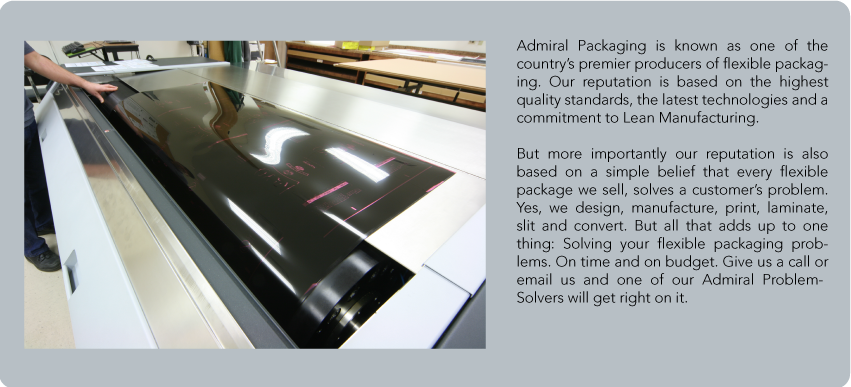 Admiral Packaging is known as one of the
country's premier producers of flexible packag-
ing. Our reputation is based on the highest
quality standards, the latest technologies and a
commitment to Lean Manufacturing.
But more importantly our reputation is also
based on a simple belief that every flexible
package we sell, solves a customer's problem.
Yes, we design, manufacture, print, laminate,
slit and convert. But all that adds up to one
thing: Solving your flexible packaging prob-
lems. On time and on budget. Give us a call or
email us and one of our Admiral Problem-
Solvers will get right on it.